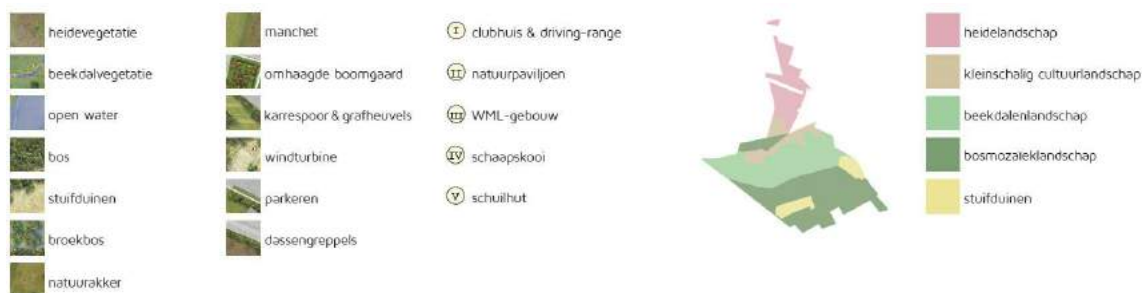 heidevegetatie
beekdalvegetatie
open water
bos
stuifduinen
broekbos
natuurakker
manchet
omhaagde boomgaard
karrespoor & grafheuvels
windturbine
parkeren
dassengreppels
I clubhuis & driving-range
II natuurpaviljoen
III WML-gebouw
IV schaapskooi
V schuilhut
heidelandschap
kleinschalig cultuurlandschap
beekdalenlandschap
bosmozaïeklandschap
stuifduinen